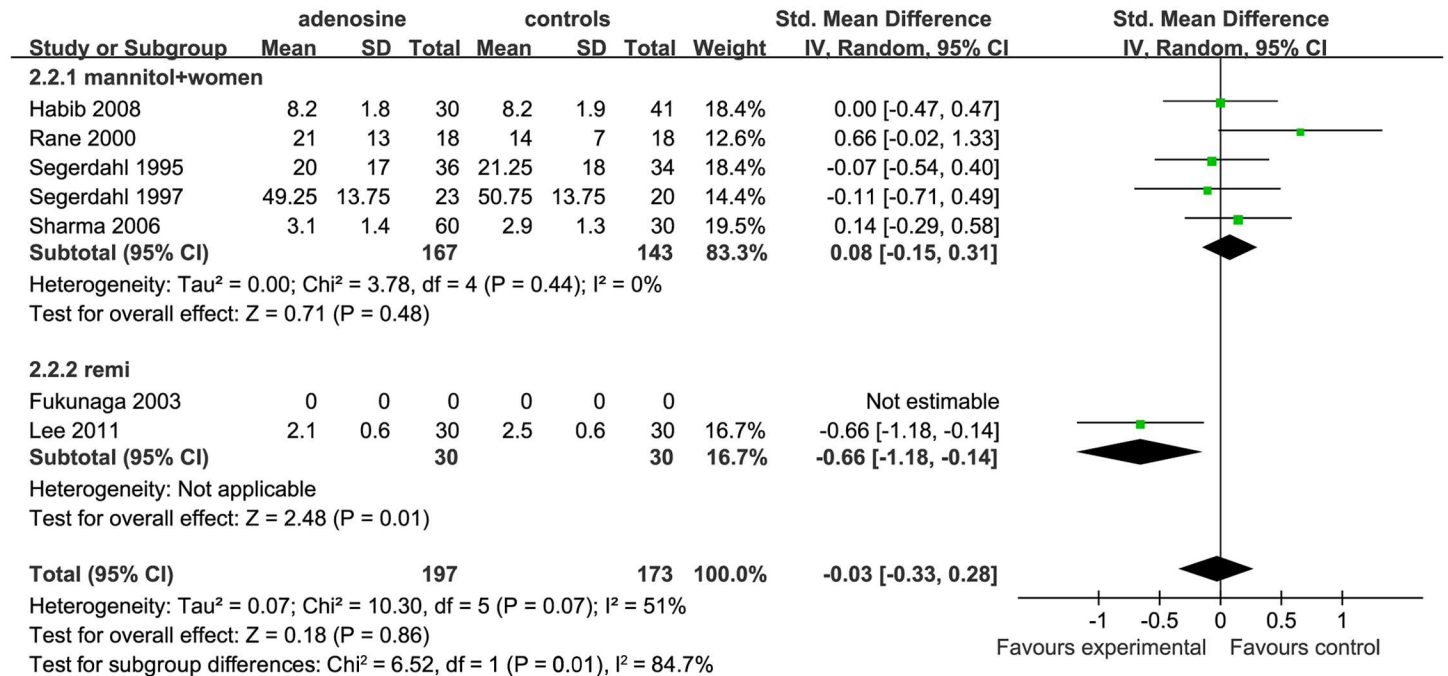 adenosine controls Std. Mean Difference Std. Mean Difference
Study or Subgroup Mean SD Total Mean SD Total Weight IV, Random, 95% CI IV, Random, 95% CI
2.2.1 mannitol+women
Habib 2008 8.2 1.8 30 8.2 1.9 41 18.4% 0.00 [-0.47, 0.47]
Rane 2000 21 13 18 14 7 18 12.6% 0.66 [-0.02, 1.33]
Segerdahl 1995 20 17 36 21.25 18 34 18.4% -0.07 [-0.54, 0.40]
Segerdahl 1997 49.25 13.75 23 50.75 13.75 20 14.4% -0.11 [-0.71, 0.49]
Sharma 2006 3.1 1.4 60 2.9 1.3 30 19.5% 0.14 [-0.29, 0.58]
Subtotal (95% CI) 167 143 83.3% 0.08 [-0.15, 0.31]
Heterogeneity: Tau² = 0.00; Chi² = 3.78, df = 4 (P = 0.44); I² = 0%
Test for overall effect: Z = 0.71 (P = 0.48)
2.2.2 remi
Fukunaga 2003 0 0 0 0 0 0 Not estimable
Lee 2011 2.1 0.6 30 2.5 0.6 30 16.7% -0.66 [-1.18, -0.14]
Subtotal (95% CI) 30 30 16.7% -0.66 [-1.18, -0.14]
Heterogeneity: Not applicable
Test for overall effect: Z = 2.48 (P = 0.01)
Total (95% CI) 197 173 100.0% -0.03 [-0.33, 0.28]
Heterogeneity: Tau² = 0.07; Chi² = 10.30, df = 5 (P = 0.07); I² = 51%
Test for overall effect: Z = 0.18 (P = 0.86)
Test for subgroup differences: Chi² = 6.52, df = 1 (P = 0.01), I² = 84.7%
-1 -0.5 0 0.5 1
Favours experimental Favours control